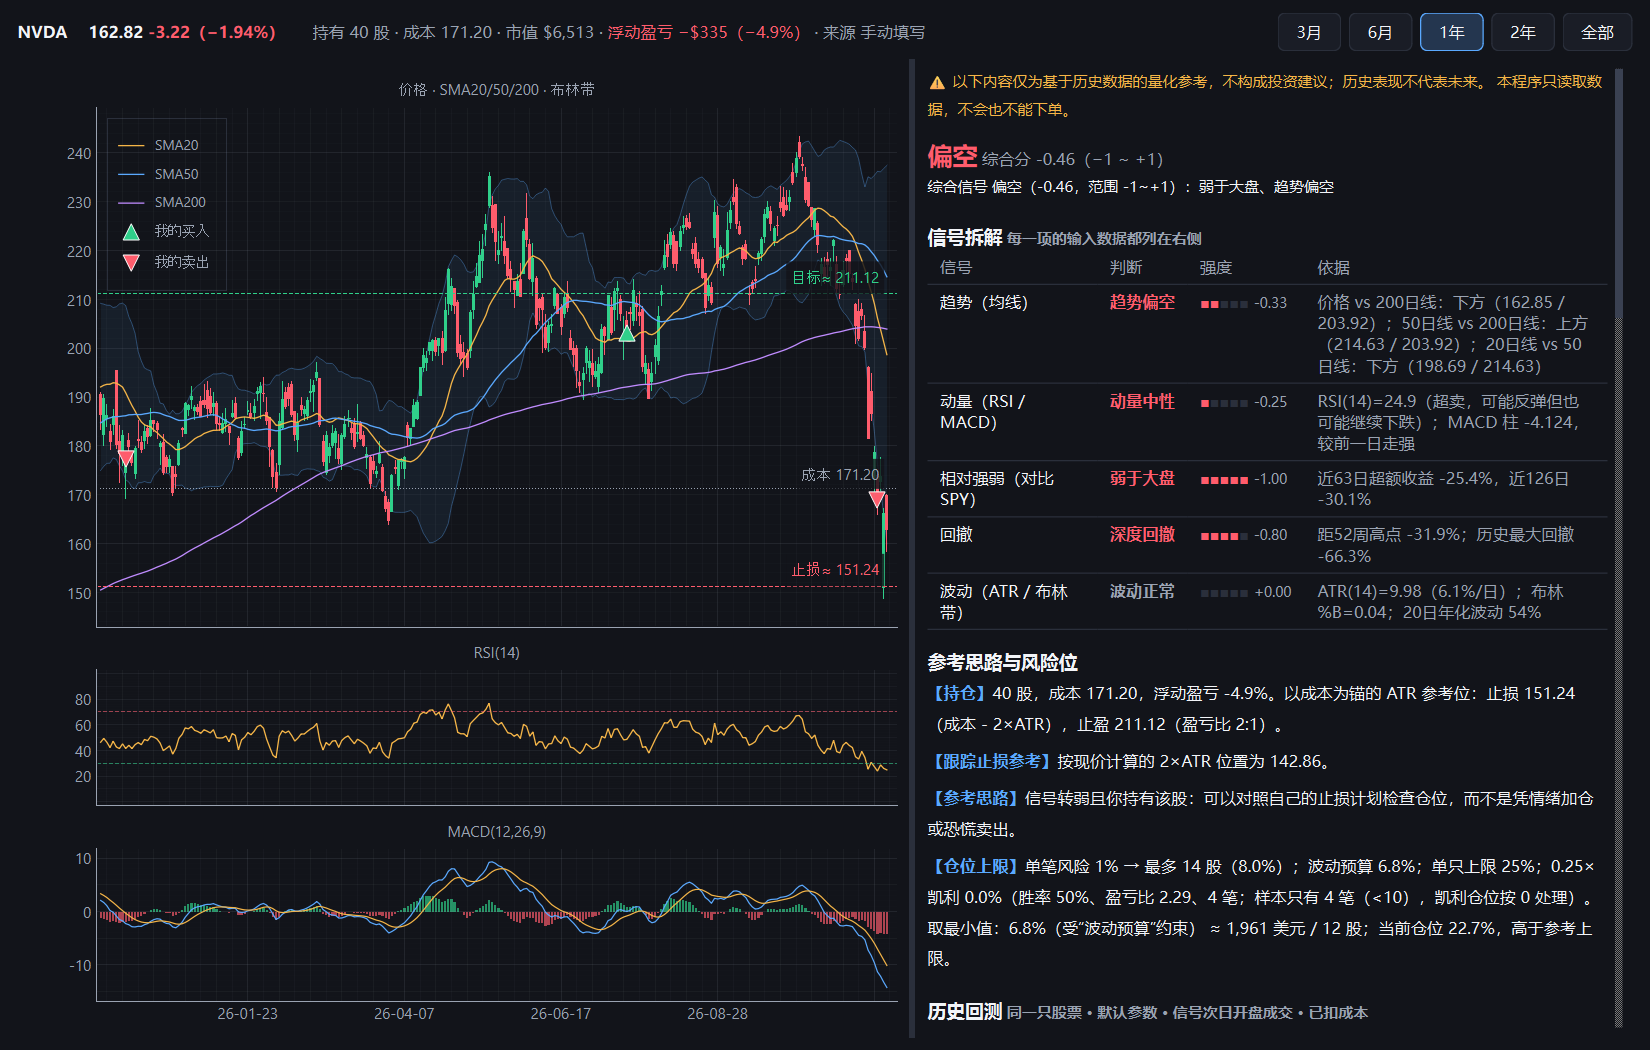 NVDA 162.82 -3.22（−1.94%） 持有 40 股 · 成本 171.20 · 市值 $6,513 · 浮动盈亏 −$335（−4.9%） · 来源 手动填写
3月 6月 1年 2年 全部
价格 · SMA20/50/200 · 布林带
SMA20
SMA50
SMA200
我的买入
我的卖出
240
230
220
210
200
190
180
170
160
150
目标≈ 211.12
成本 171.20
止损≈ 151.24
RSI(14)
80
60
40
20
MACD(12,26,9)
10
0
-10
26-01-23 26-04-07 26-06-17 26-08-28
以下内容仅为基于历史数据的量化参考，不构成投资建议；历史表现不代表未来。 本程序只读取数
据，不会也不能下单。
偏空 综合分 -0.46（−1 ~ +1）
综合信号 偏空（-0.46，范围 -1~+1）：弱于大盘、趋势偏空
信号拆解 每一项的输入数据都列在右侧
信号 判断 强度 依据
趋势（均线） 趋势偏空 -0.33 价格 vs 200日线：下方（162.85 /
203.92）；50日线 vs 200日线：上方
（214.63 / 203.92）；20日线 vs 50
日线：下方（198.69 / 214.63）
动量（RSI / 动量中性 -0.25 RSI(14)=24.9（超卖，可能反弹但也
MACD） 可能继续下跌）；MACD 柱 -4.124，
较前一日走强
相对强弱（对比 弱于大盘 -1.00 近63日超额收益 -25.4%，近126日
SPY） -30.1%
回撤 深度回撤 -0.80 距52周高点 -31.9%；历史最大回撤
-66.3%
波动（ATR / 布林 波动正常 +0.00 ATR(14)=9.98（6.1%/日）；布林
带） %B=0.04；20日年化波动 54%
参考思路与风险位
【持仓】40 股，成本 171.20，浮动盈亏 -4.9%。以成本为锚的 ATR 参考位：止损 151.24
（成本 - 2×ATR），止盈 211.12（盈亏比 2:1）。
【跟踪止损参考】按现价计算的 2×ATR 位置为 142.86。
【参考思路】信号转弱且你持有该股：可以对照自己的止损计划检查仓位，而不是凭情绪加仓
或恐慌卖出。
【仓位上限】单笔风险 1% → 最多 14 股（8.0%）；波动预算 6.8%；单只上限 25%；0.25×
凯利 0.0%（胜率 50%、盈亏比 2.29、4 笔；样本只有 4 笔（<10），凯利仓位按 0 处理）。
取最小值：6.8%（受“波动预算”约束） ≈ 1,961 美元 / 12 股；当前仓位 22.7%，高于参考上
限。
历史回测 同一只股票 • 默认参数 • 信号次日开盘成交 • 已扣成本